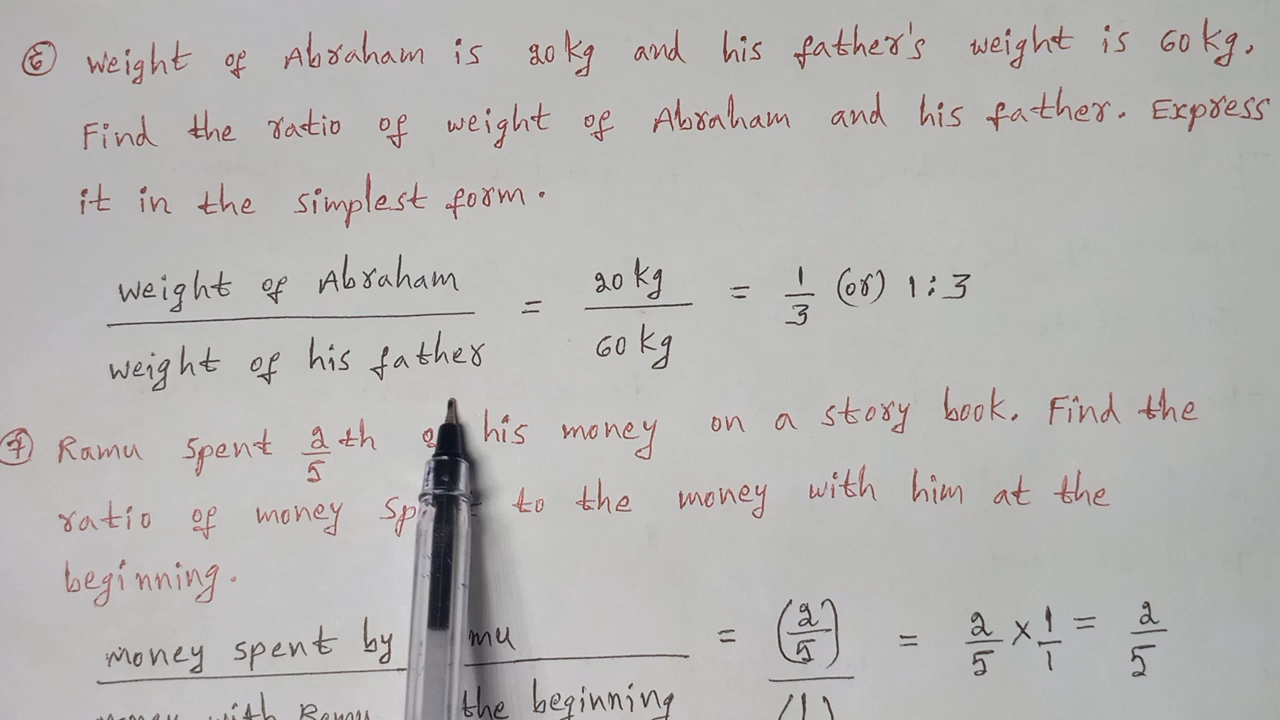 ⑥ Weight of Abraham is 20 kg and his father's weight is 60 kg.
Find the ratio of weight of Abraham and his father. Express
it in the simplest form.
weight of Abraham / weight of his father = 20 kg / 60 kg = 1/3 (or) 1:3
⑦ Ramu spent 2/5 th his money on a story book. Find the
ratio of money to the money with him at the
beginning.
money spent by = (2/5) / (1) = 2/5 × 1/1 = 2/5
money with Ramu the beginning